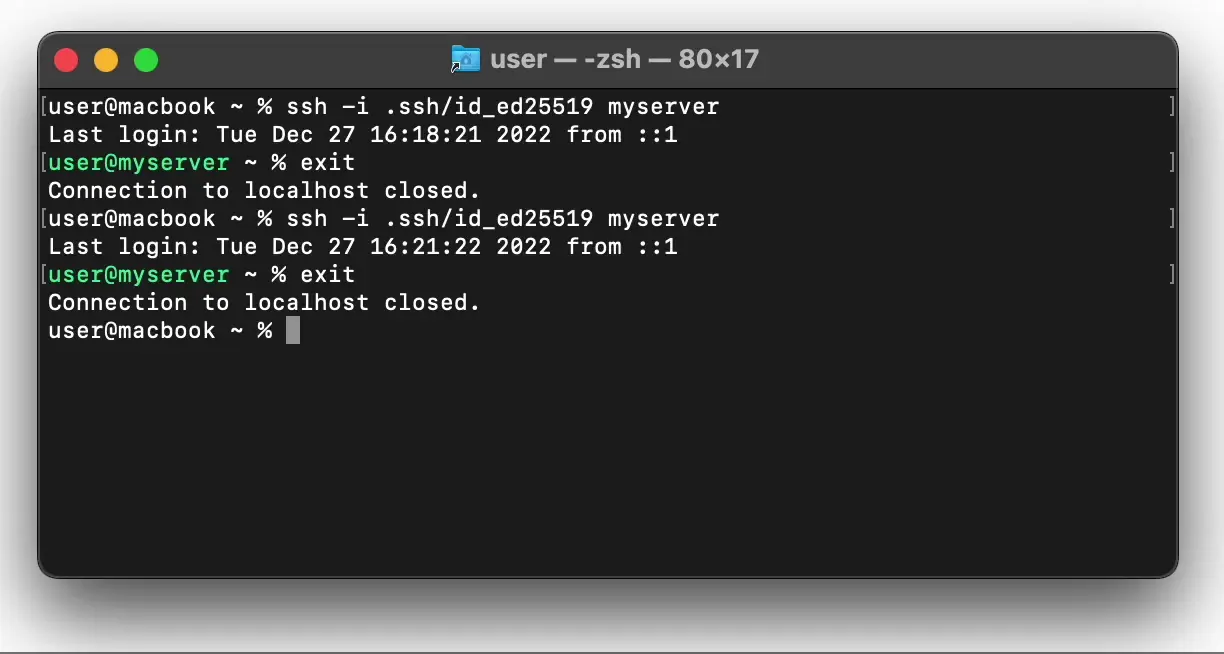 user — -zsh — 80×17
[user@macbook ~ % ssh -i .ssh/id_ed25519 myserver ]
Last login: Tue Dec 27 16:18:21 2022 from ::1
[user@myserver ~ % exit ]
Connection to localhost closed.
[user@macbook ~ % ssh -i .ssh/id_ed25519 myserver ]
Last login: Tue Dec 27 16:21:22 2022 from ::1
[user@myserver ~ % exit ]
Connection to localhost closed.
user@macbook ~ %